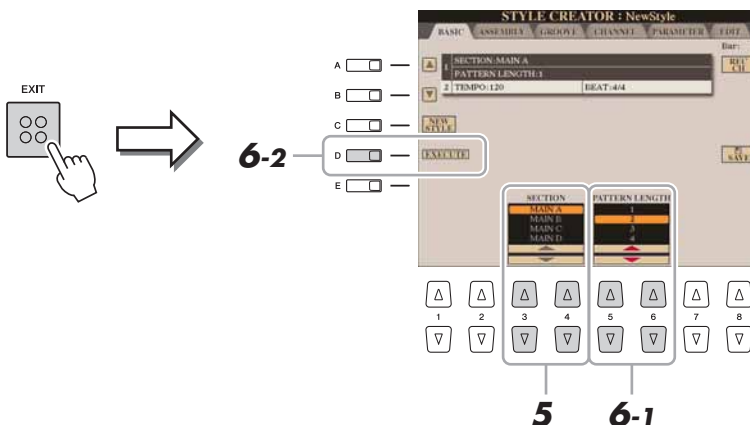 STYLE CREATOR : NewStyle
BASIC ASSEMBLY GROOVE CHANNEL PARAMETER EDIT
Bar:
A
1 SECTION:MAIN A
PATTERN LENGTH:1
REC CH
B
2 TEMPO:120 BEAT:4/4
EXIT
C
NEW STYLE
6-2
D
EXECUTE
SAVE
E
SECTION PATTERN LENGTH
MAIN A 1
MAIN B 2
MAIN C 3
MAIN D 4
1 2 3 4 5 6 7 8
5 6-1